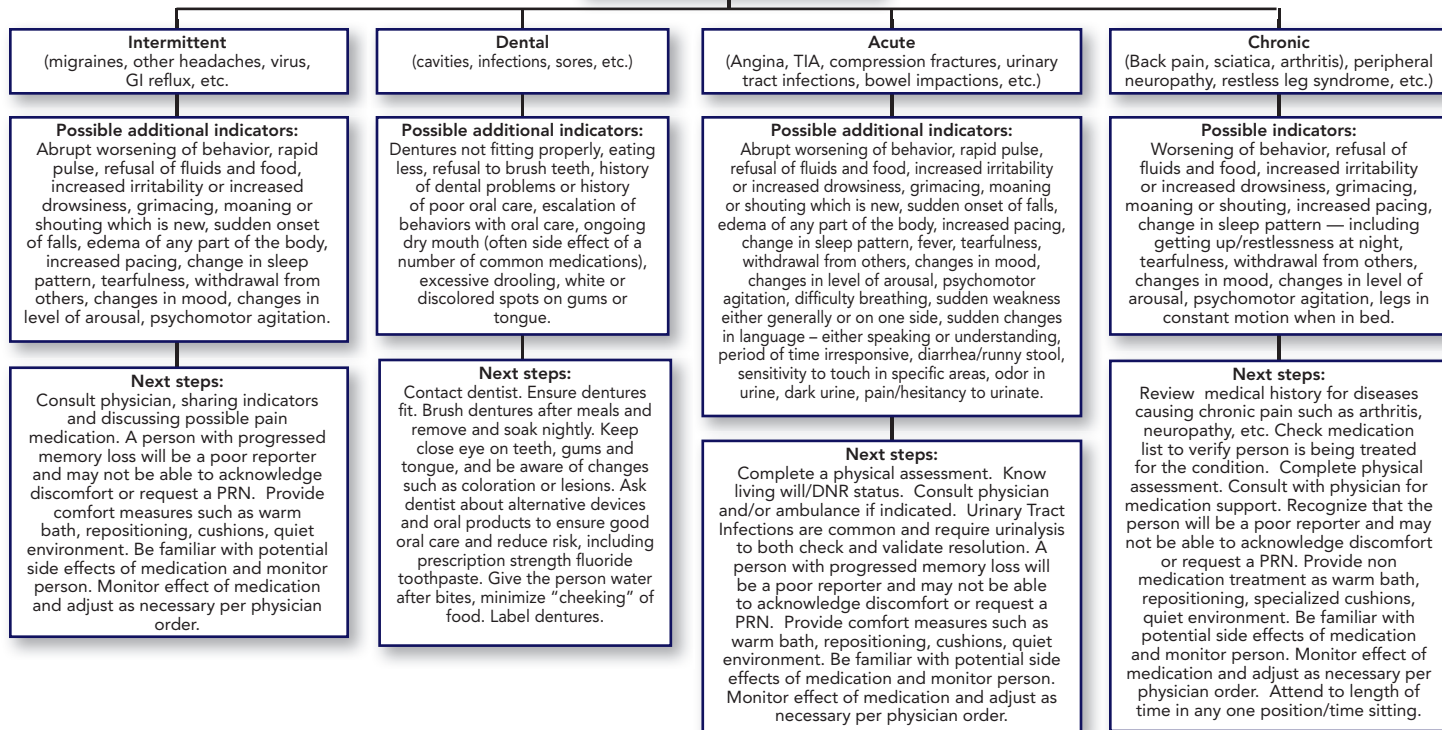 Intermittent
(migraines, other headaches, virus,
GI reflux, etc.
Possible additional indicators:
Abrupt worsening of behavior, rapid
pulse, refusal of fluids and food,
increased irritability or increased
drowsiness, grimacing, moaning or
shouting which is new, sudden onset
of falls, edema of any part of the body,
increased pacing, change in sleep
pattern, tearfulness, withdrawal from
others, changes in mood, changes in
level of arousal, psychomotor agitation.
Next steps:
Consult physician, sharing indicators
and discussing possible pain
medication. A person with progressed
memory loss will be a poor reporter
and may not be able to acknowledge
discomfort or request a PRN.  Provide
comfort measures such as warm
bath, repositioning, cushions, quiet
environment. Be familiar with potential
side effects of medication and monitor
person. Monitor effect of medication
and adjust as necessary per physician
order.
Dental
(cavities, infections, sores, etc.)
Possible additional indicators:
Dentures not fitting properly, eating
less, refusal to brush teeth, history
of dental problems or history
of poor oral care, escalation of
behaviors with oral care, ongoing
dry mouth (often side effect of a
number of common medications),
excessive drooling, white or
discolored spots on gums or
tongue.
Next steps:
Contact dentist. Ensure dentures
fit. Brush dentures after meals and
remove and soak nightly. Keep
close eye on teeth, gums and
tongue, and be aware of changes
such as coloration or lesions. Ask
dentist about alternative devices
and oral products to ensure good
oral care and reduce risk, including
prescription strength fluoride
toothpaste. Give the person water
after bites, minimize “cheeking” of
food. Label dentures.
Acute
(Angina, TIA, compression fractures, urinary
tract infections, bowel impactions, etc.)
Possible additional indicators:
Abrupt worsening of behavior, rapid pulse,
refusal of fluids and food, increased irritability
or increased drowsiness, grimacing, moaning
or shouting which is new, sudden onset of falls,
edema of any part of the body, increased pacing,
change in sleep pattern, fever, tearfulness,
withdrawal from others, changes in mood,
changes in level of arousal, psychomotor
agitation, difficulty breathing, sudden weakness
either generally or on one side, sudden changes
in language – either speaking or understanding,
period of time irresponsive, diarrhea/runny stool,
sensitivity to touch in specific areas, odor in
urine, dark urine, pain/hesitancy to urinate.
Next steps:
Complete a physical assessment.  Know
living will/DNR status.  Consult physician
and/or ambulance if indicated.  Urinary Tract
Infections are common and require urinalysis
to both check and validate resolution. A
person with progressed memory loss will
be a poor reporter and may not be able
to acknowledge discomfort or request a
PRN.  Provide comfort measures such as
warm bath, repositioning, cushions, quiet
environment. Be familiar with potential side
effects of medication and monitor person.
Monitor effect of medication and adjust as
necessary per physician order.
Chronic
(Back pain, sciatica, arthritis), peripheral
neuropathy, restless leg syndrome, etc.)
Possible indicators:
Worsening of behavior, refusal of
fluids and food, increased irritability
or increased drowsiness, grimacing,
moaning or shouting, increased pacing,
change in sleep pattern — including
getting up/restlessness at night,
tearfulness, withdrawal from others,
changes in mood, changes in level of
arousal, psychomotor agitation, legs in
constant motion when in bed.
Next steps:
Review  medical history for diseases
causing chronic pain such as arthritis,
neuropathy, etc. Check medication
list to verify person is being treated
for the condition.  Complete physical
assessment. Consult with physician for
medication support. Recognize that the
person will be a poor reporter and may
not be able to acknowledge discomfort
or request a PRN. Provide non
medication treatment as warm bath,
repositioning, specialized cushions,
quiet environment. Be familiar with
potential side effects of medication
and monitor person. Monitor effect of
medication and adjust as necessary per
physician order.  Attend to length of
time in any one position/time sitting.